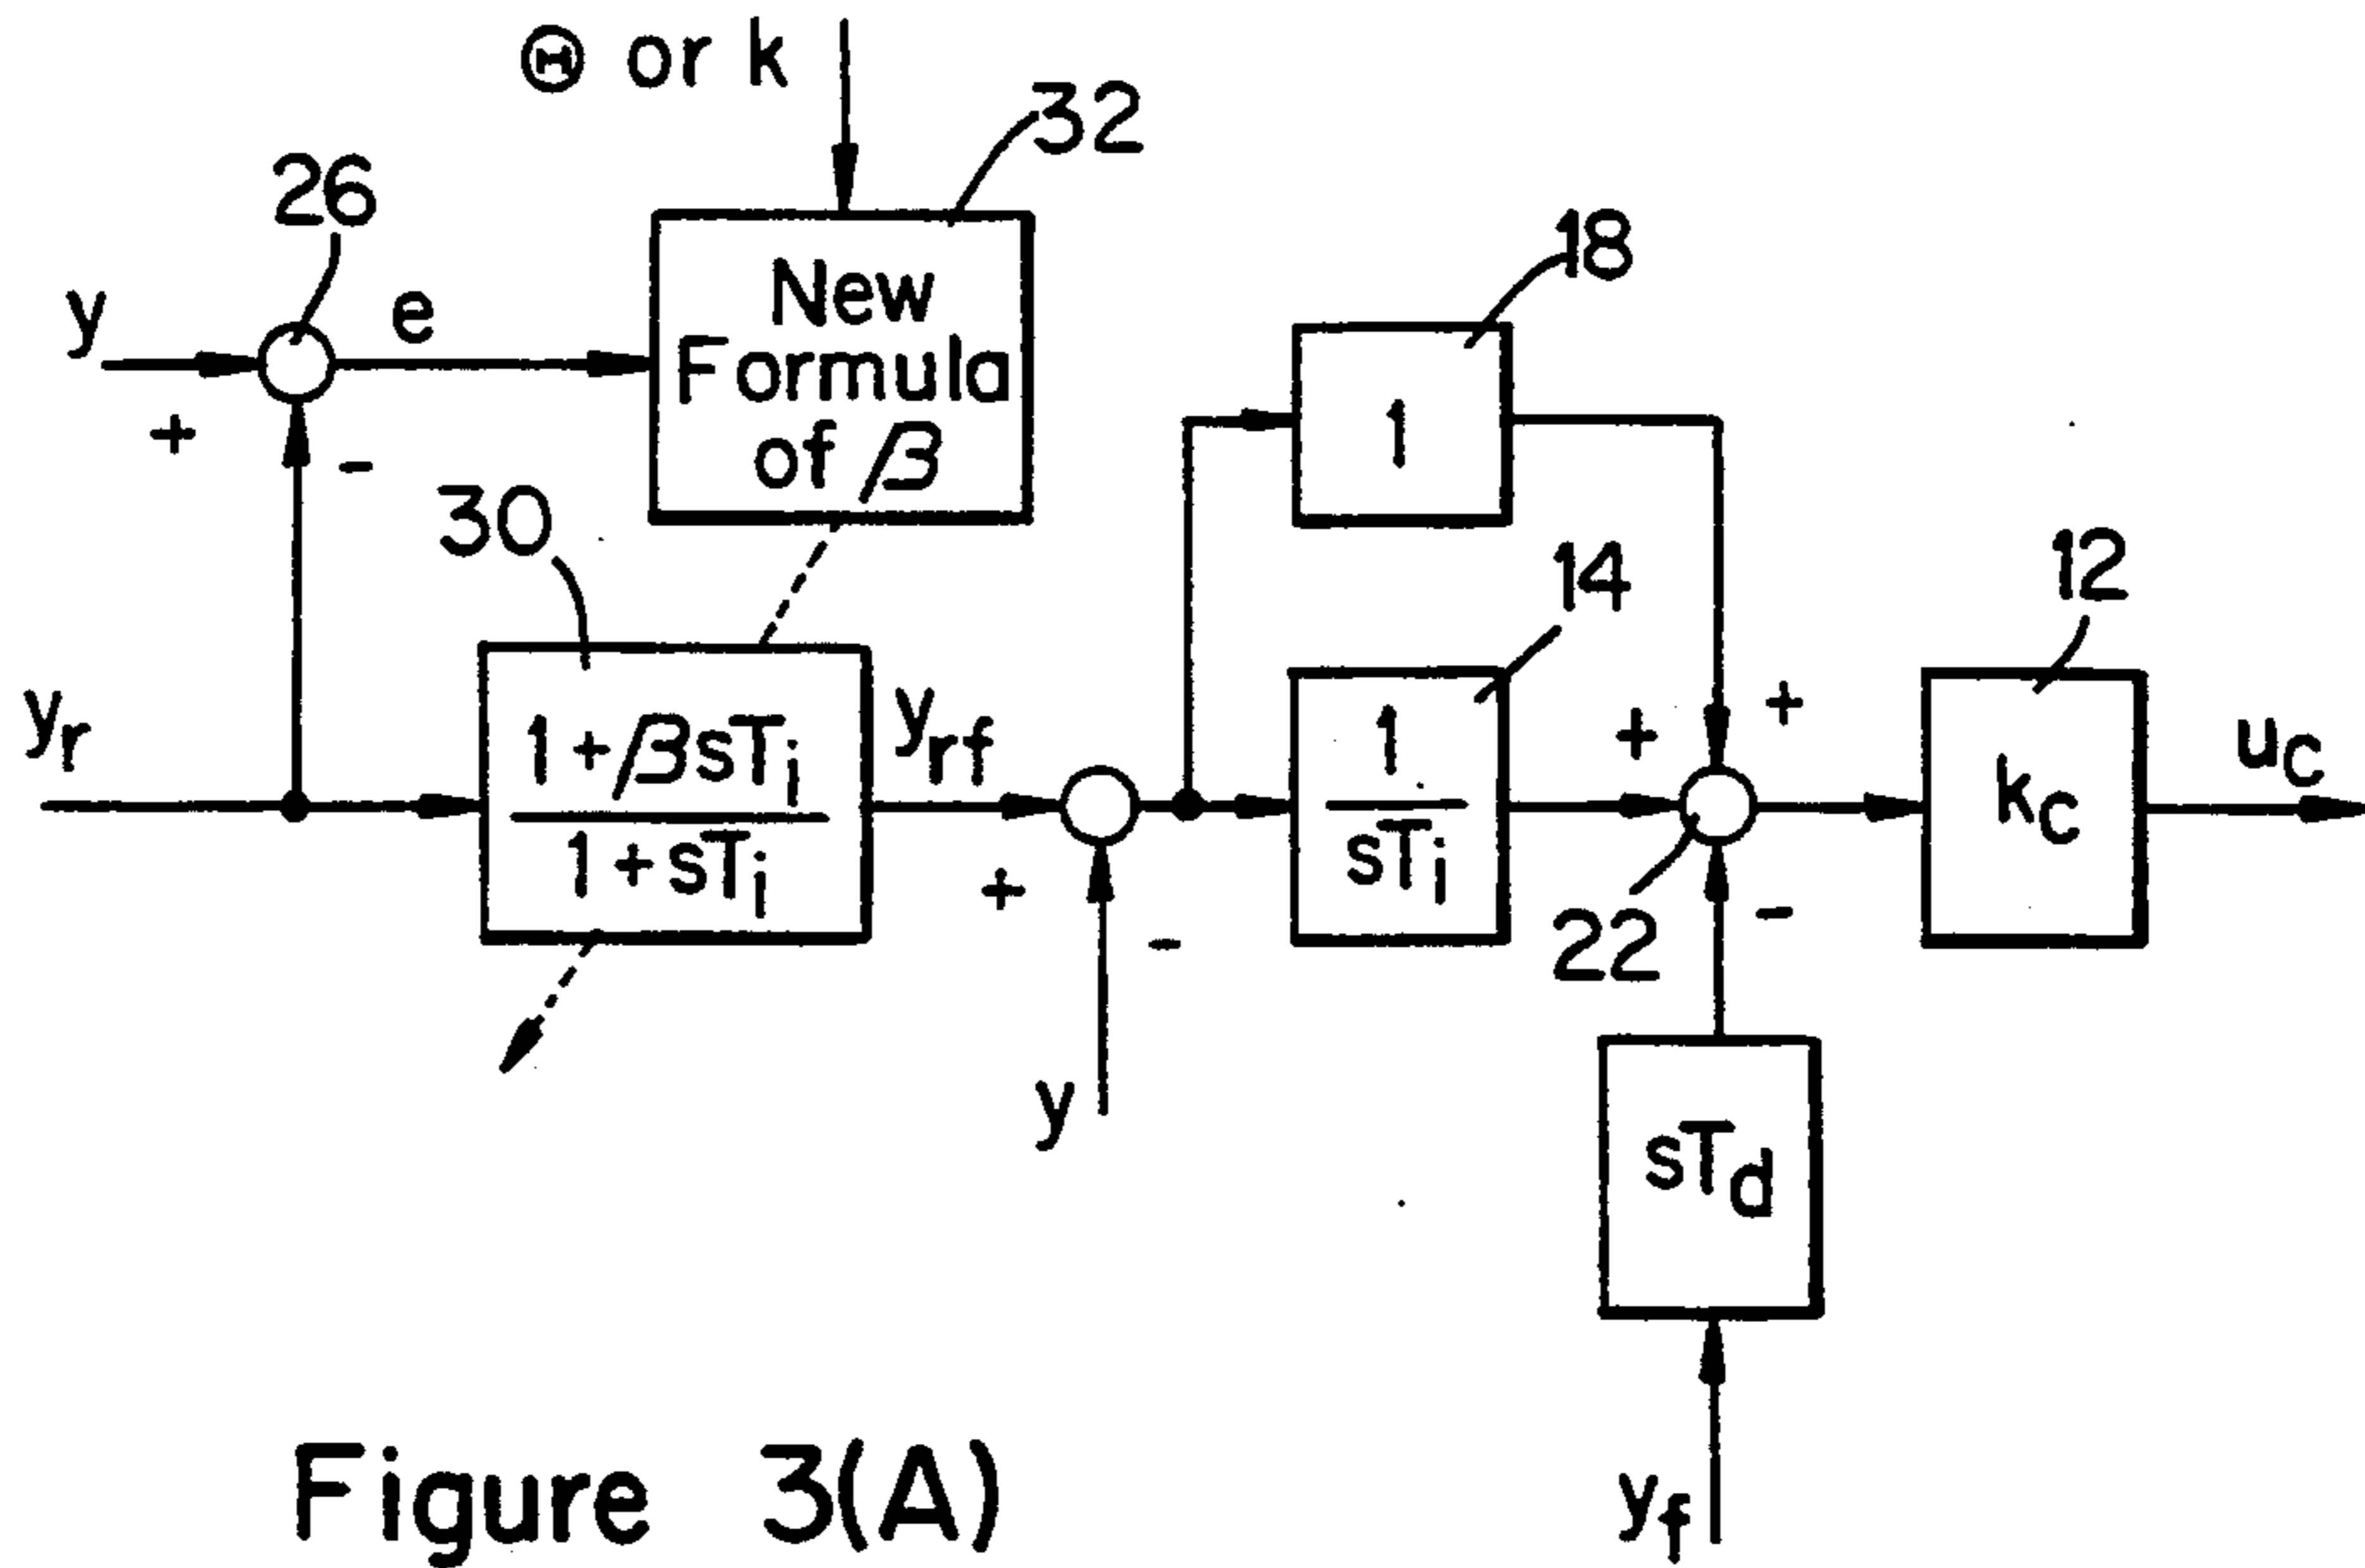 Θ or k
32
26
y
e
New
Formula
of β
+
-
18
1
30
14
12
y_r
1+βsT_i
1+sT_i
y_rf
+
-
1
sT_i
+
+
-
22
k_c
u_c
y
sT_d
y_f
Figure 3(A)